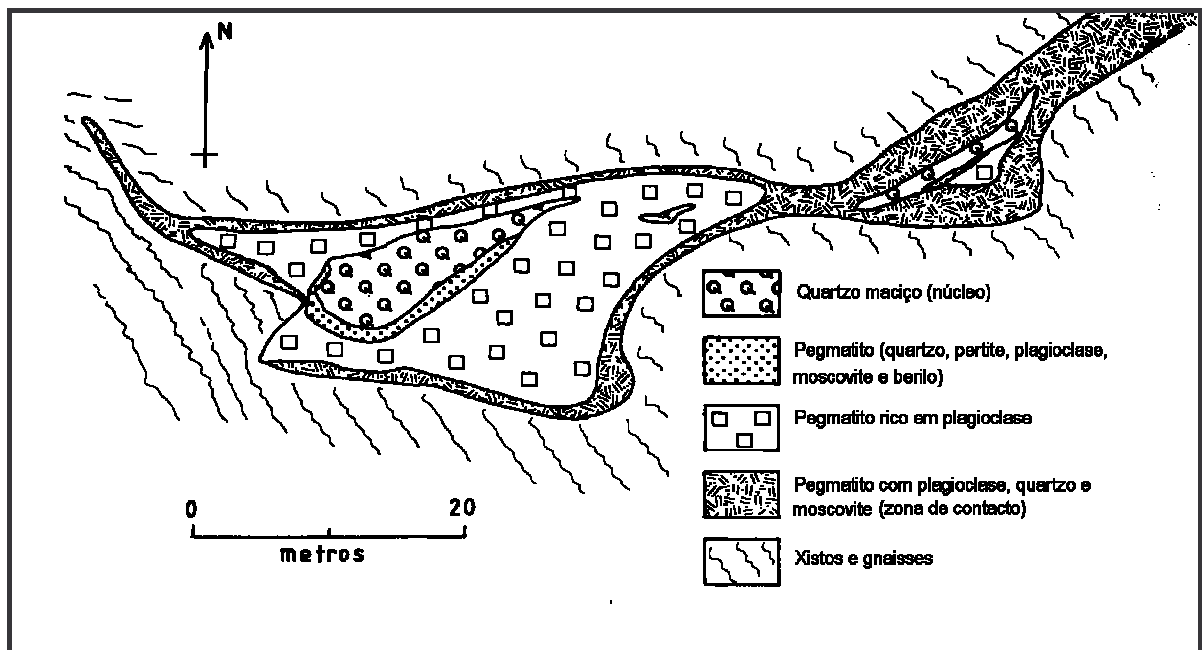 N
Quartzo maciço (núcleo)
Pegmatito (quartzo, pertite, plagioclase,
moscovite e berilo)
Pegmatito rico em plagioclase
Pegmatito com plagioclase, quartzo e
moscovite (zona de contacto)
Xistos e gnaisses
0 20
metros